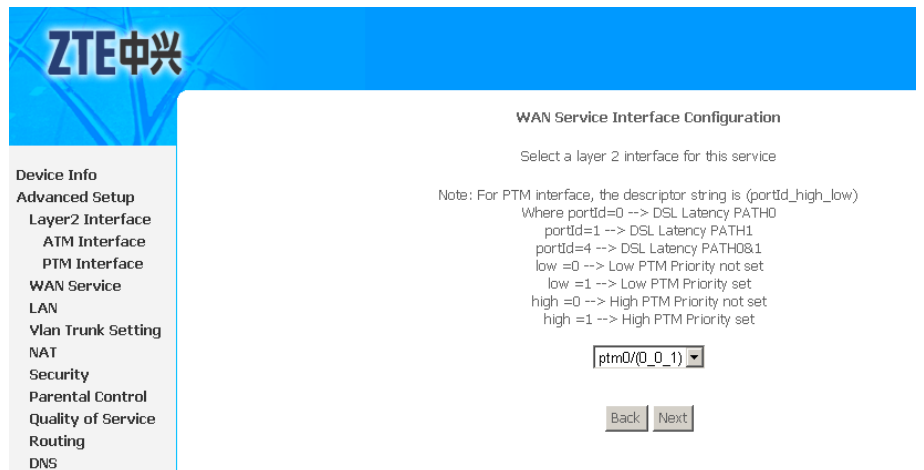 ZTE中兴
Device Info
Advanced Setup
Layer2 Interface
ATM Interface
PTM Interface
WAN Service
LAN
Vlan Trunk Setting
NAT
Security
Parental Control
Quality of Service
Routing
DNS
WAN Service Interface Configuration
Select a layer 2 interface for this service
Note: For PTM interface, the descriptor string is (portId_high_low)
Where portId=0 --> DSL Latency PATH0
portId=1 --> DSL Latency PATH1
portId=4 --> DSL Latency PATH0&1
low =0 --> Low PTM Priority not set
low =1 --> Low PTM Priority set
high =0 --> High PTM Priority not set
high =1 --> High PTM Priority set
ptm0/(0_0_1)
Back Next